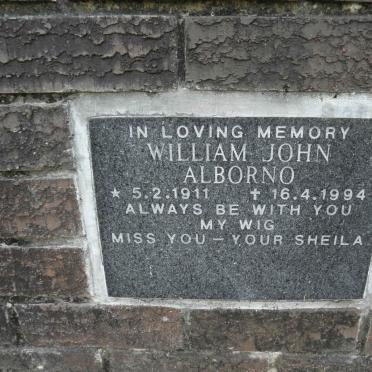 IN LOVING MEMORY
WILLIAM JOHN
ALBORNO
★ 5.2.1911 ✝ 16.4.1994
ALWAYS BE WITH YOU
MY WIG
MISS YOU – YOUR SHEILA